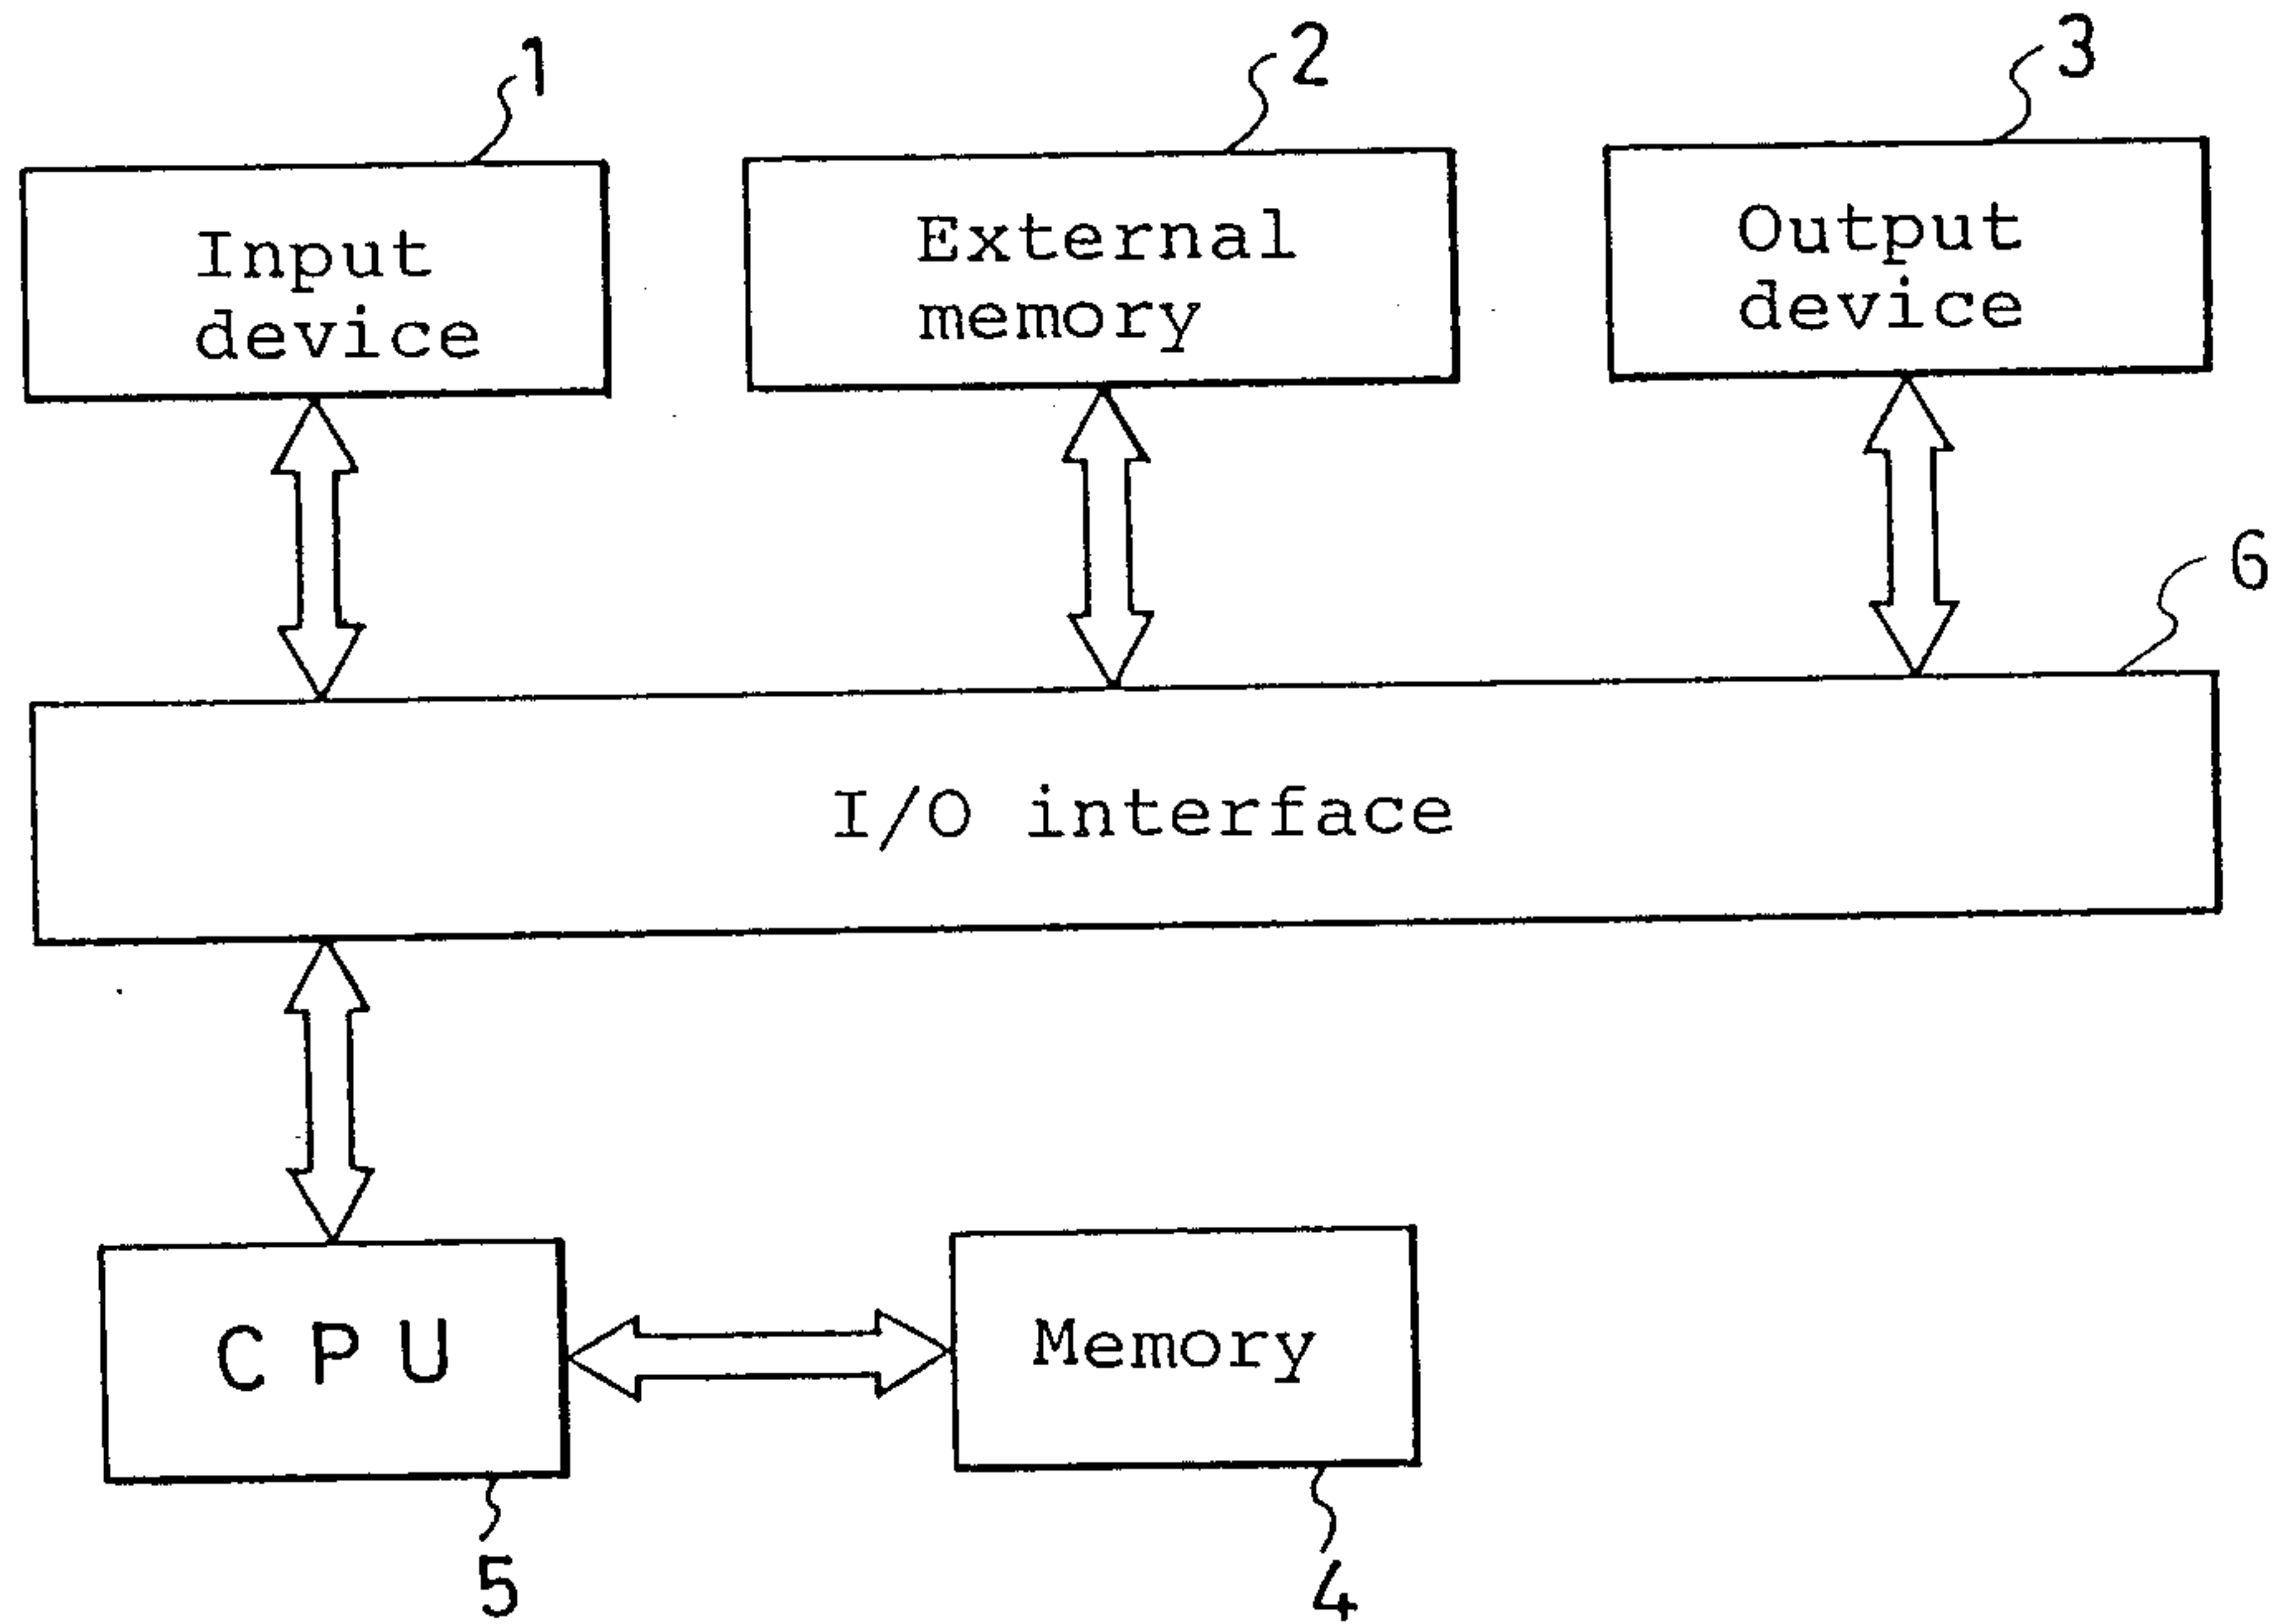 1
2
3
Input
device
External
memory
Output
device
6
I/O interface
CPU
Memory
5
4